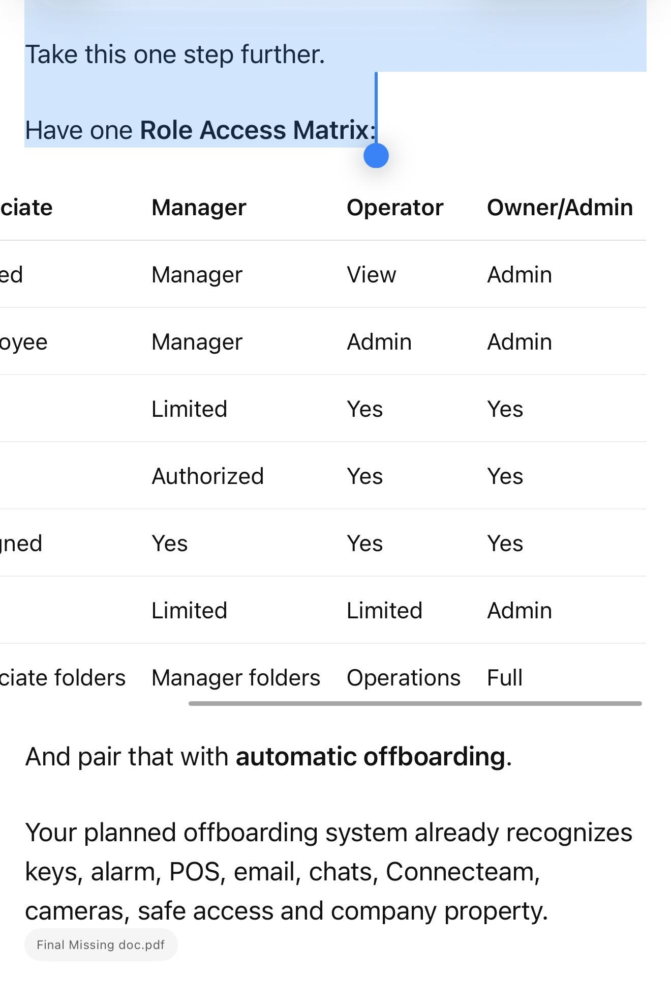 Take this one step further.
Have one Role Access Matrix:
ciate Manager Operator Owner/Admin
ed Manager View Admin
oyee Manager Admin Admin
Limited Yes Yes
Authorized Yes Yes
gned Yes Yes Yes
Limited Limited Admin
ciate folders Manager folders Operations Full
And pair that with automatic offboarding.
Your planned offboarding system already recognizes
keys, alarm, POS, email, chats, Connecteam,
cameras, safe access and company property.
Final Missing doc.pdf